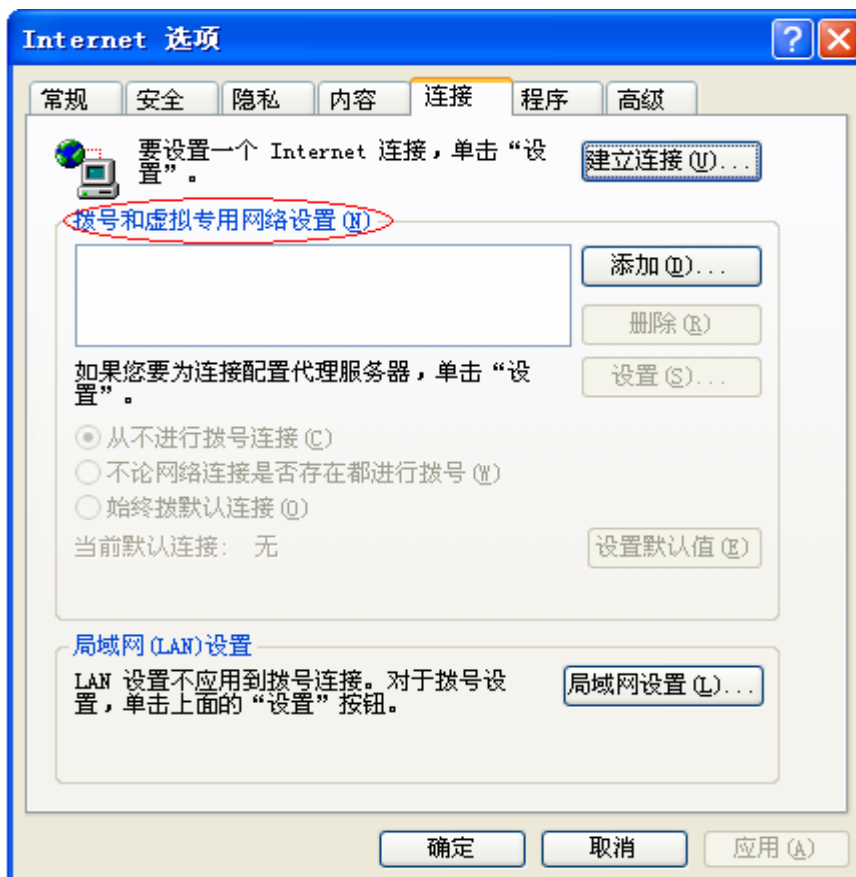 Internet 选项
常规 安全 隐私 内容 连接 程序 高级
要设置一个 Internet 连接，单击“设
置”。
建立连接(U)...
拨号和虚拟专用网络设置(N)
添加(D)...
删除(R)
如果您要为连接配置代理服务器，单击“设
置”。
设置(S)...
从不进行拨号连接(C)
不论网络连接是否存在都进行拨号(W)
始终拨默认连接(O)
当前默认连接： 无
设置默认值(E)
局域网(LAN)设置
LAN 设置不应用到拨号连接。对于拨号设
置，单击上面的“设置”按钮。
局域网设置(L)...
确定 取消 应用(A)